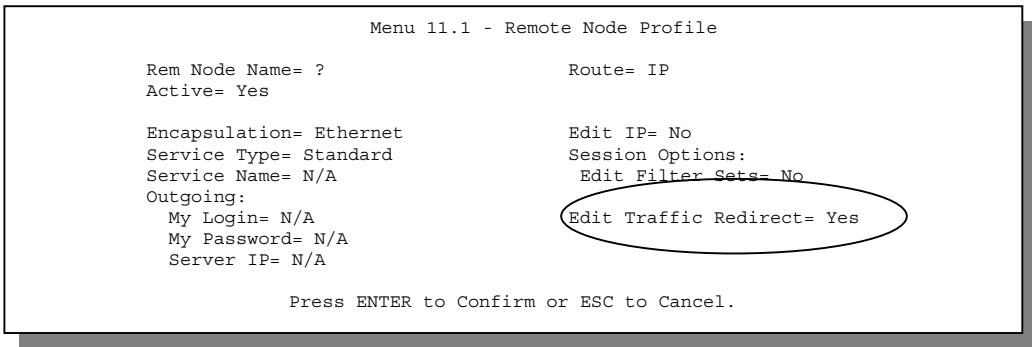 Menu 11.1 - Remote Node Profile
Rem Node Name= ? Route= IP
Active= Yes
Encapsulation= Ethernet Edit IP= No
Service Type= Standard Session Options:
Service Name= N/A Edit Filter Sets= No
Outgoing:
My Login= N/A Edit Traffic Redirect= Yes
My Password= N/A
Server IP= N/A
Press ENTER to Confirm or ESC to Cancel.